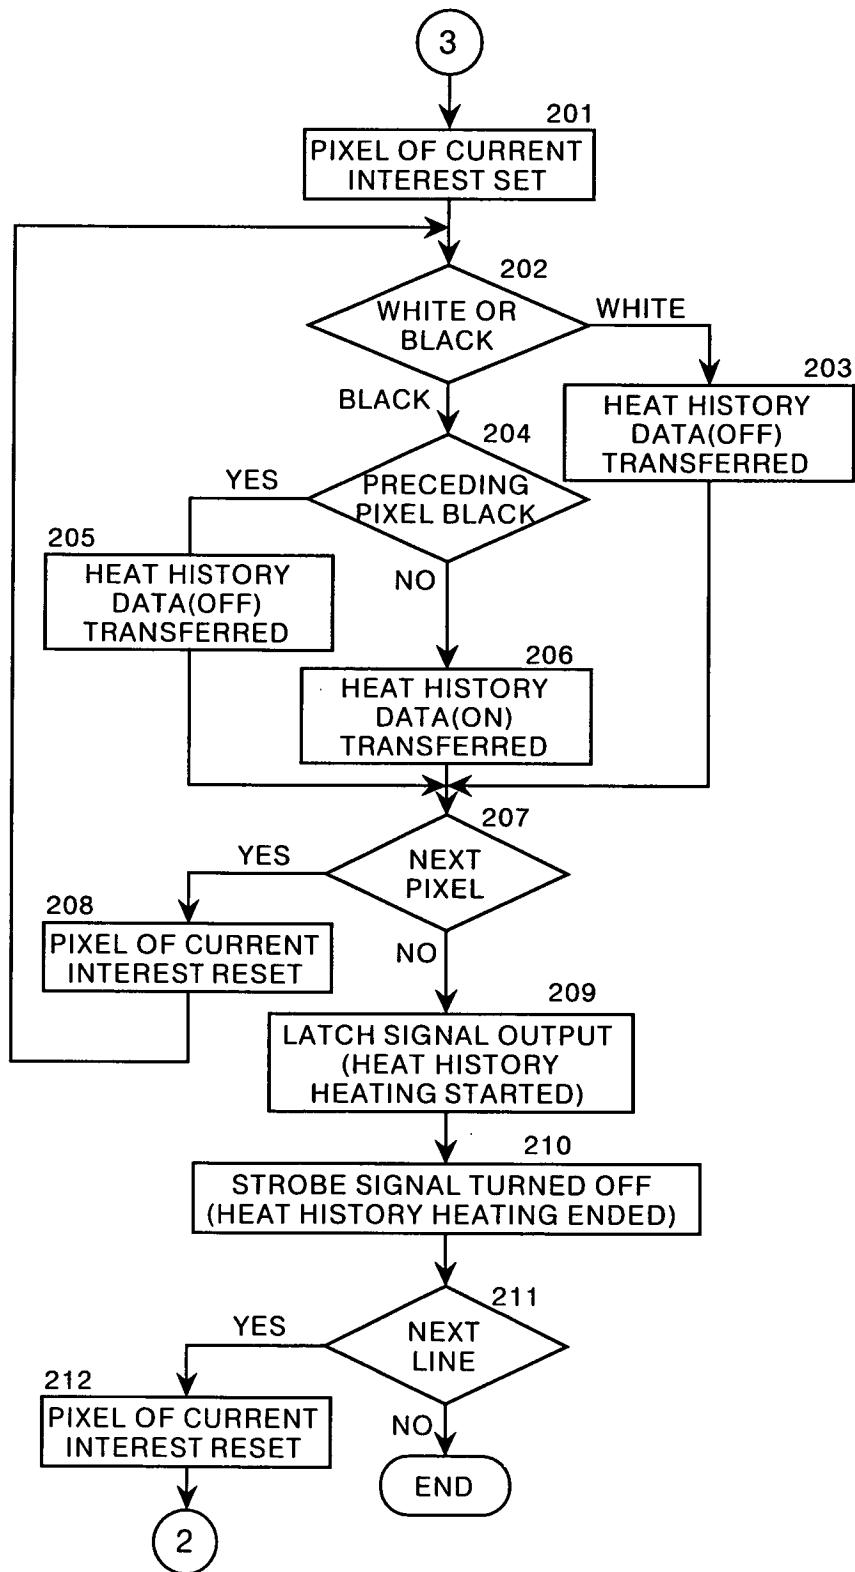 3
201
PIXEL OF CURRENT
INTEREST SET
202
WHITE OR
BLACK
WHITE
203
HEAT HISTORY
DATA(OFF)
TRANSFERRED
BLACK
204
PRECEDING
PIXEL BLACK
YES
205
HEAT HISTORY
DATA(OFF)
TRANSFERRED
NO
206
HEAT HISTORY
DATA(ON)
TRANSFERRED
207
NEXT
PIXEL
YES
208
PIXEL OF CURRENT
INTEREST RESET
NO
209
LATCH SIGNAL OUTPUT
(HEAT HISTORY
HEATING STARTED)
210
STROBE SIGNAL TURNED OFF
(HEAT HISTORY HEATING ENDED)
211
NEXT
LINE
YES
212
PIXEL OF CURRENT
INTEREST RESET
NO
END
2